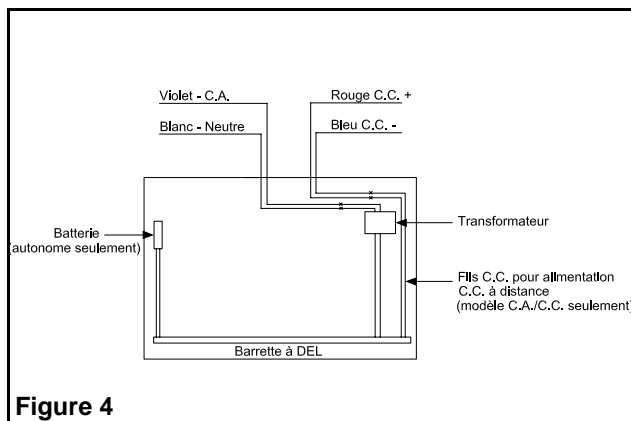 Violet - C.A.
Rouge C.C. +
Blanc - Neutre
Bleu C.C. -
Batterie
(autonome seulement)
Transformateur
Fils C.C. pour alimentation
C.C. à distance
(modèle C.A./C.C. seulement)
Barrette à DEL
Figure 4